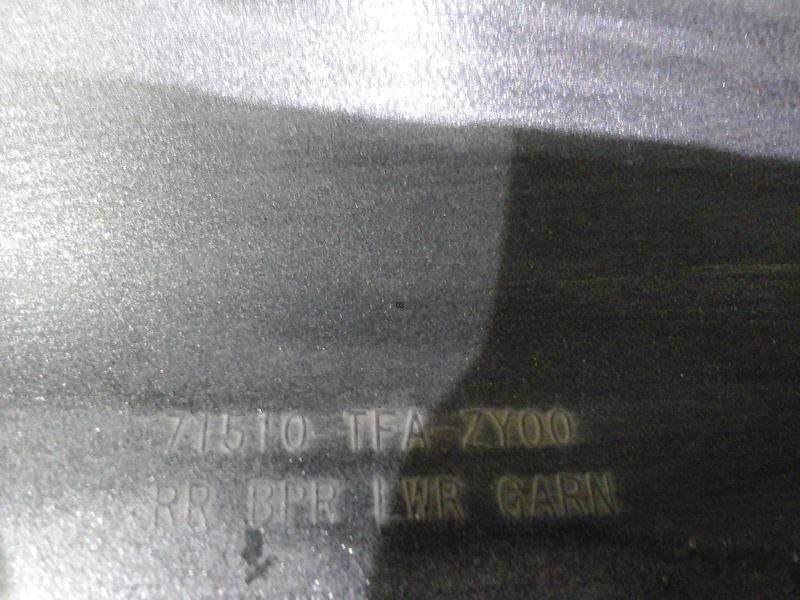 71510-TFA-ZY00
RR BPR LWR GARN